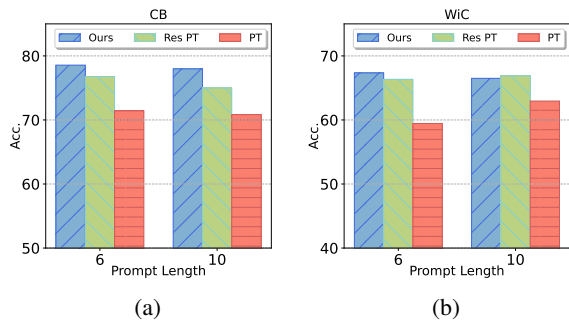 CB
Ours Res PT PT
80
70
60
50
Acc.
6 10
Prompt Length
(a)
WiC
Ours Res PT PT
70
60
50
40
Acc.
6 10
Prompt Length
(b)